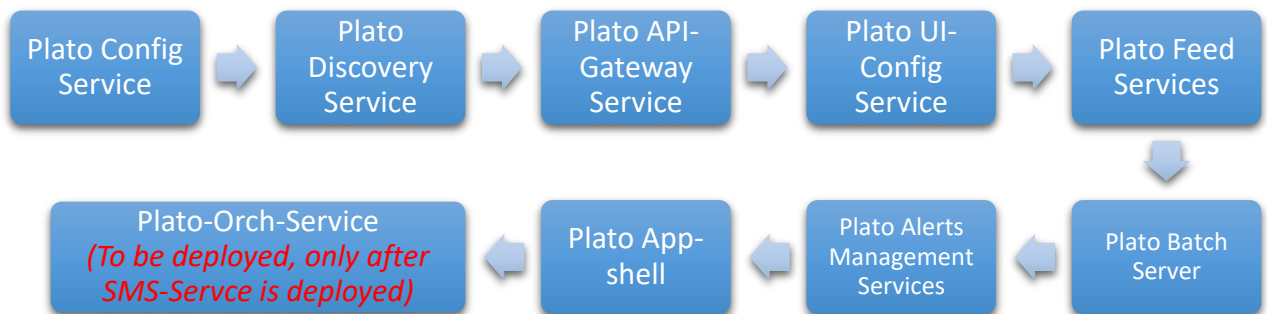 Plato Config
Service
Plato
Discovery
Service
Plato API-
Gateway
Service
Plato UI-
Config
Service
Plato Feed
Services
Plato Batch
Server
Plato Alerts
Management
Services
Plato App-
shell
Plato-Orch-Service
(To be deployed, only after
SMS-Servce is deployed)